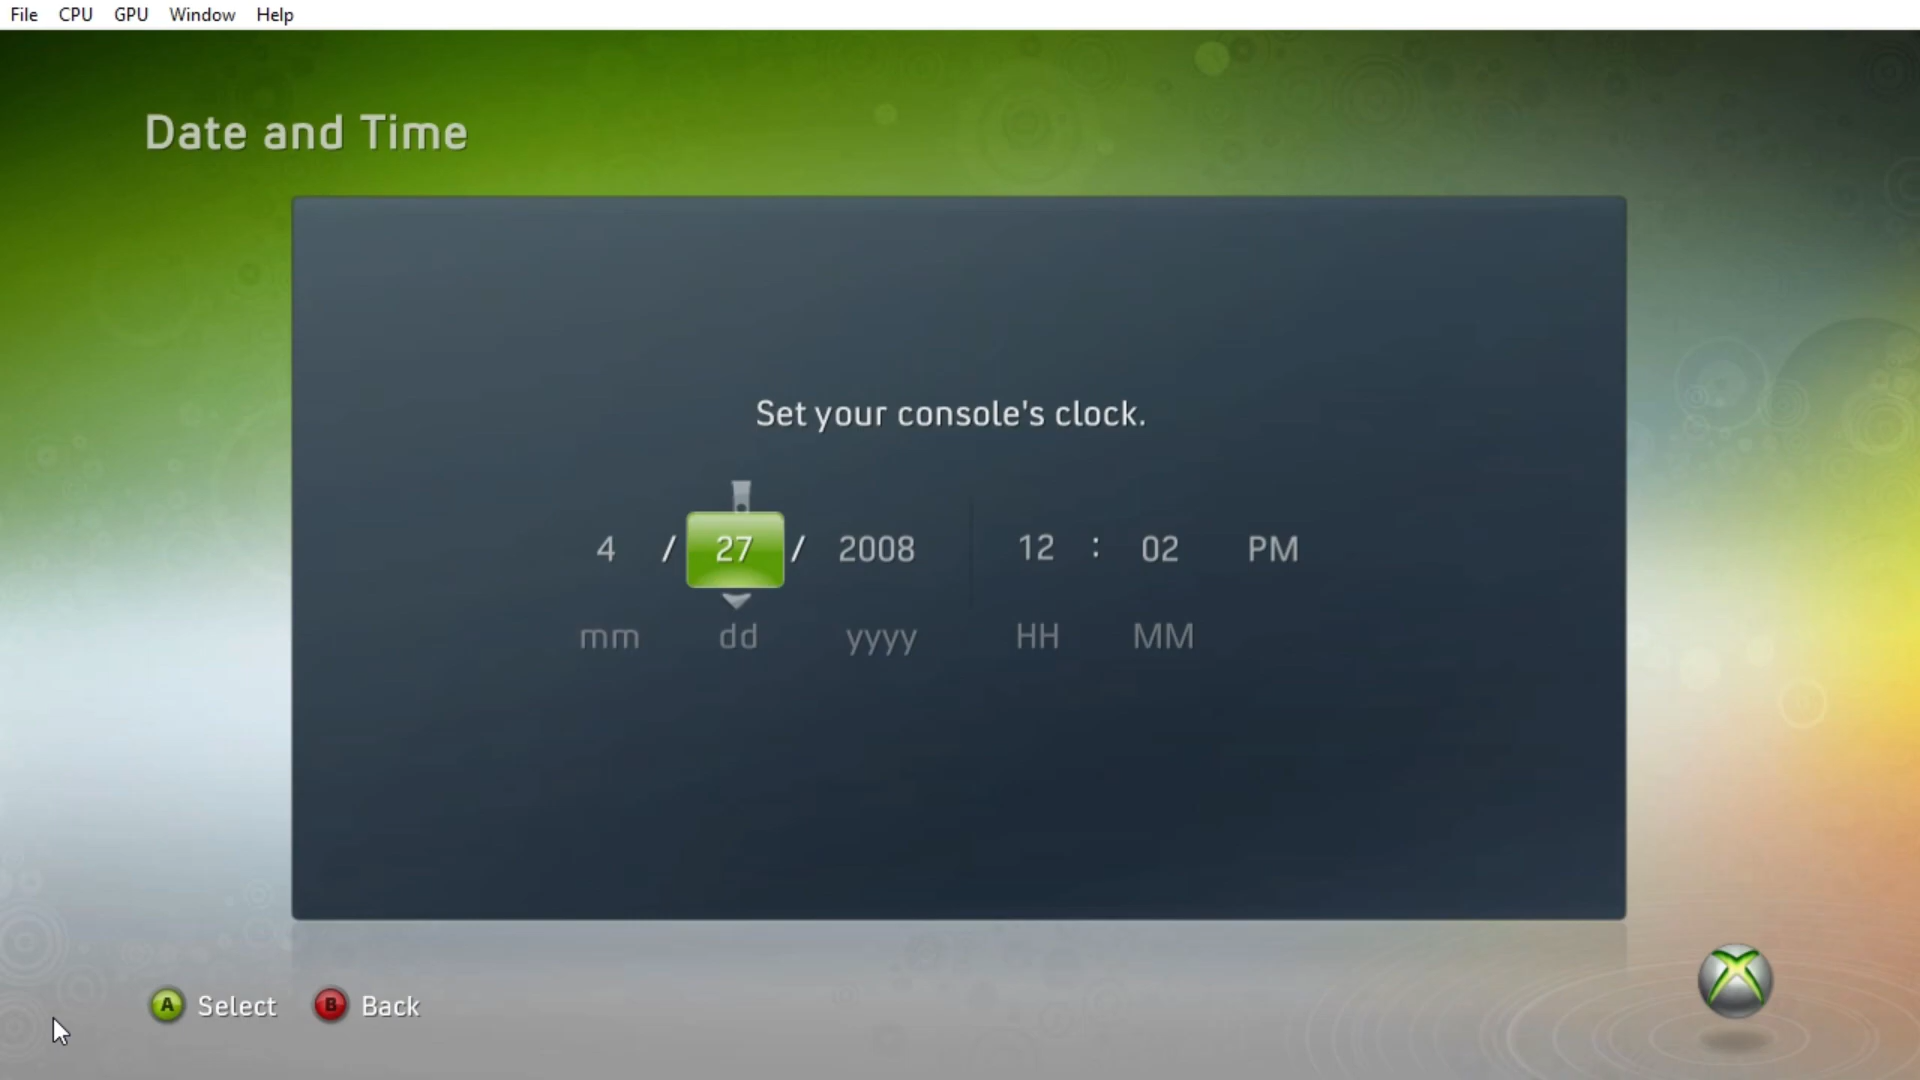 File CPU GPU Window Help
Date and Time
Set your console's clock.
4 / 27 / 2008 12 : 02 PM
mm dd yyyy HH MM
A Select B Back